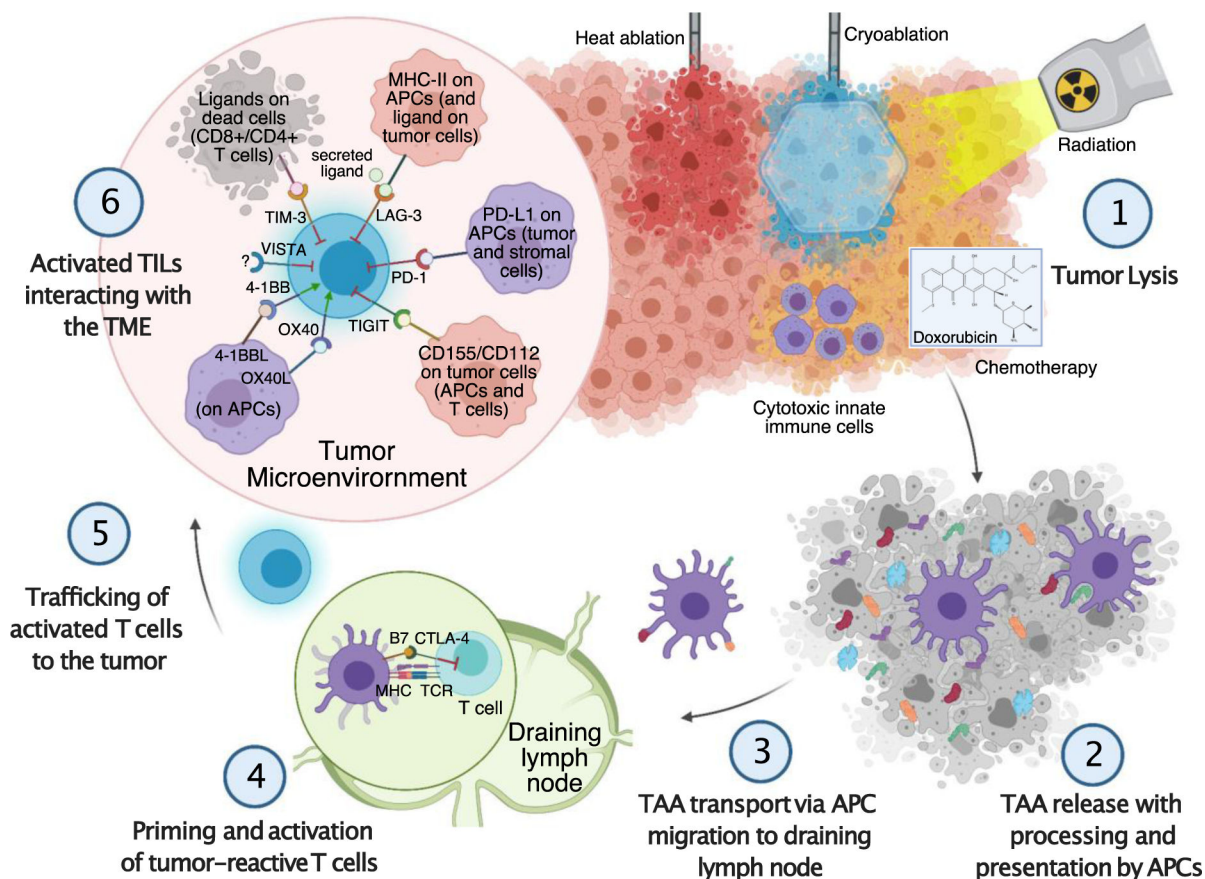 Heat ablation
Cryoablation
Radiation
1
Tumor Lysis
Doxorubicin
Chemotherapy
Cytotoxic innate
immune cells
2
TAA release with
processing and
presentation by APCs
3
TAA transport via APC
migration to draining
lymph node
4
Priming and activation
of tumor-reactive T cells
B7 CTLA-4
MHC TCR
T cell
Draining
lymph
node
5
Trafficking of
activated T cells
to the tumor
6
Activated TILs
interacting with
the TME
Ligands on
dead cells
(CD8+/CD4+
T cells)
MHC-II on
APCs (and
ligand on
tumor cells)
secreted
ligand
TIM-3
LAG-3
PD-L1 on
APCs (tumor
and stromal
cells)
?
VISTA
PD-1
4-1BB
OX40
TIGIT
4-1BBL
OX40L
(on APCs)
CD155/CD112
on tumor cells
(APCs and
T cells)
Tumor
Microenvirornment